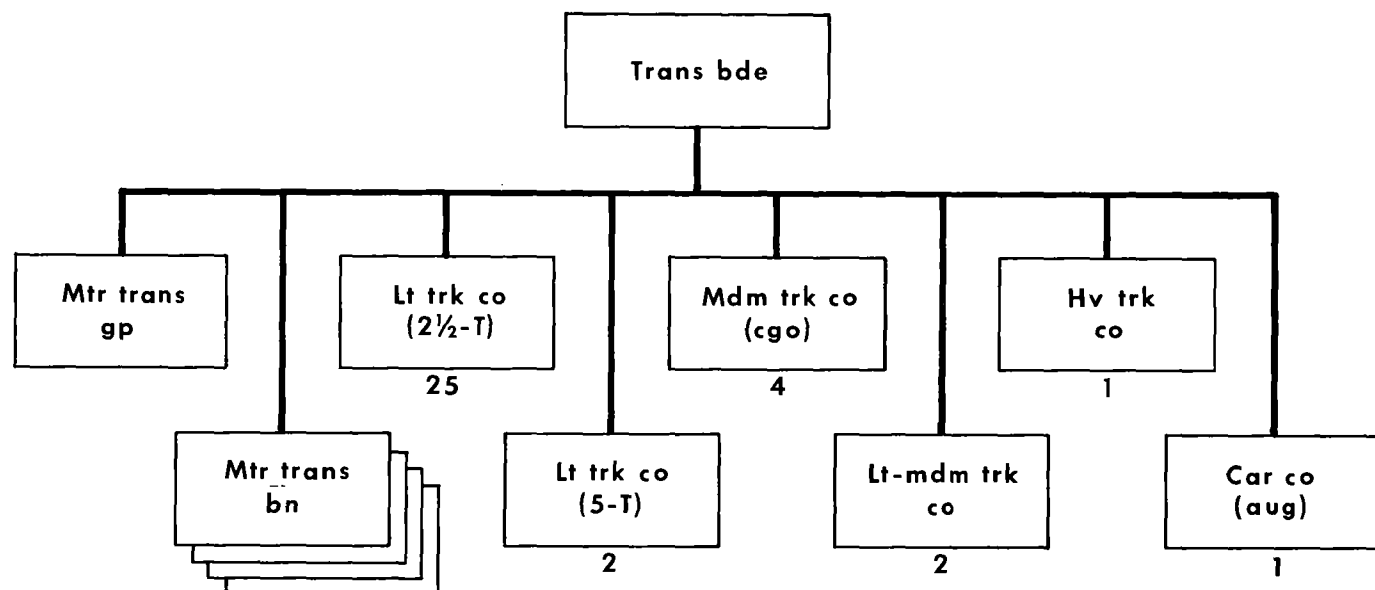 Trans bde
Mtr trans
gp
Lt trk co
(2½-T)
25
Mdm trk co
(cgo)
4
Hv trk
co
1
Mtr trans
bn
Lt trk co
(5-T)
2
Lt-mdm trk
co
2
Car co
(aug)
1